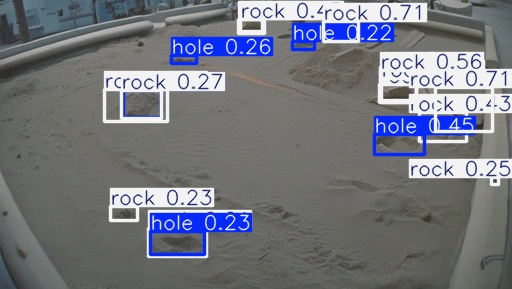 rock 0.4
rock 0.71
hole 0.22
hole 0.26
rock 0.56
rock 0.71
rock 0.27
rock 0.43
hole 0.45
rock 0.25
rock 0.23
hole 0.23